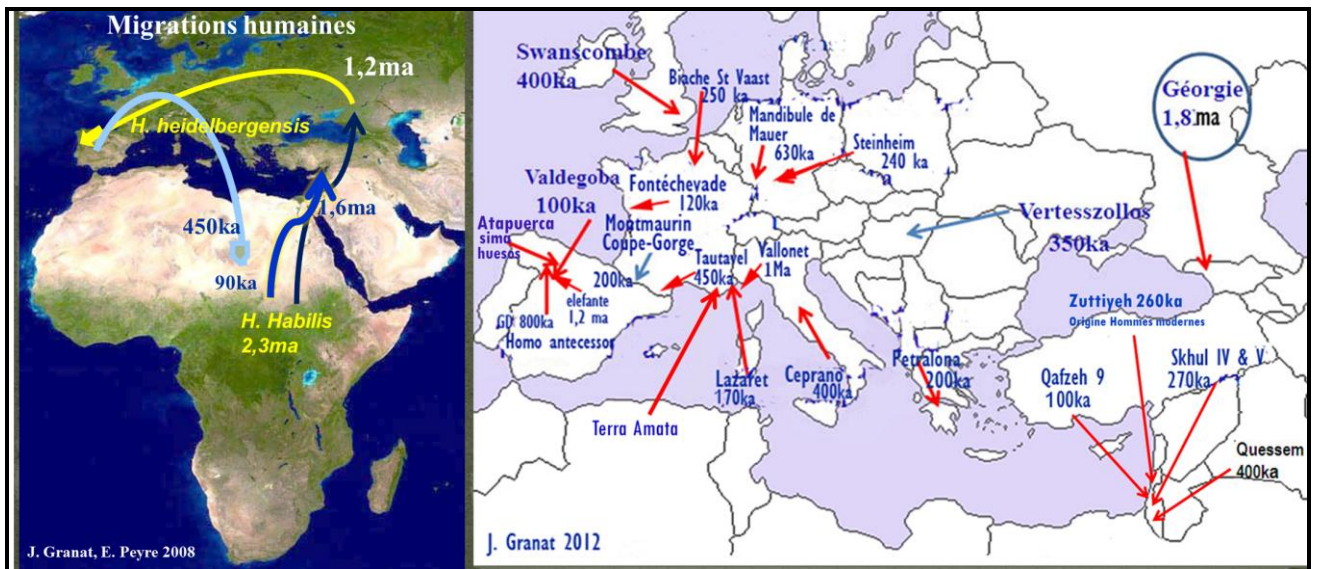 Migrations humaines
1,2ma
H. heidelbergensis
1,6ma
450ka
90ka
H. Habilis
2,3ma
J. Granat, E. Peyre 2008
Swanscombe
400ka
Biache St Vaast
250 ka
Mandibule de
Mauer
630ka
Steinheim
240 ka
Géorgie
1,8ma
Valdegoba
100ka
Fontéchevade
120ka
Montmaurin
Coupe-Gorge
200ka
Atapuerca
sima
huesos
Tautavel
450ka
Vallonet
1Ma
Vertesszollos
350ka
elefante
1,2 ma
GD 800ka
Homo antecessor
Zuttiyeh 260ka
Origine Hommes modernes
Skhul IV & V
270ka
Qafzeh 9
100ka
Petralona
200ka
Lazaret
170ka
Ceprano
400ka
Terra Amata
Quessem
400ka
J. Granat 2012